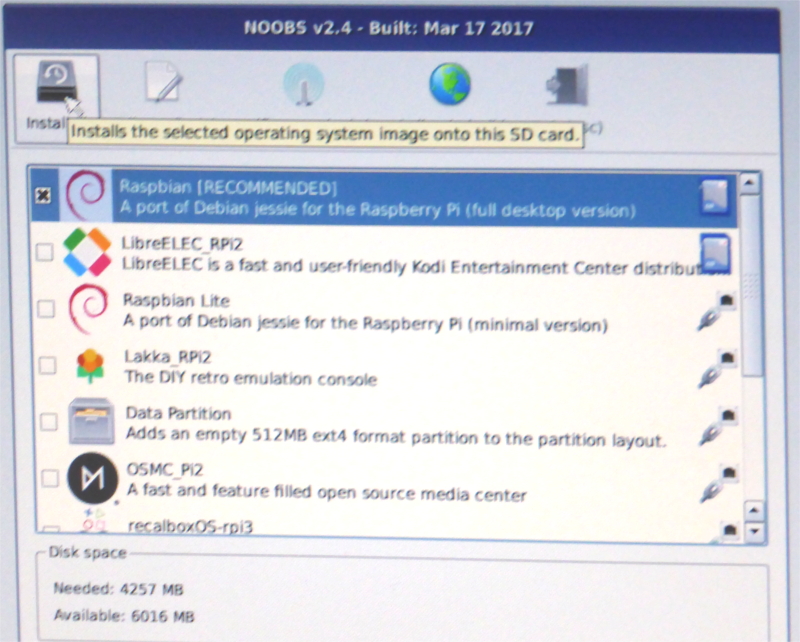 NOOBS v2.4 - Built: Mar 17 2017
Instal
Installs the selected operating system image onto this SD card.
Raspbian [RECOMMENDED]
A port of Debian jessie for the Raspberry Pi (full desktop version)
LibreELEC_RPi2
LibreELEC is a fast and user-friendly Kodi Entertainment Center distribut
Raspbian Lite
A port of Debian jessie for the Raspberry Pi (minimal version)
Lakka_RPi2
The DIY retro emulation console
Data Partition
Adds an empty 512MB ext4 format partition to the partition layout.
OSMC_Pi2
A fast and feature filled open source media center
recalboxOS-rpi3
Disk space
Needed: 4257 MB
Available: 6016 MB